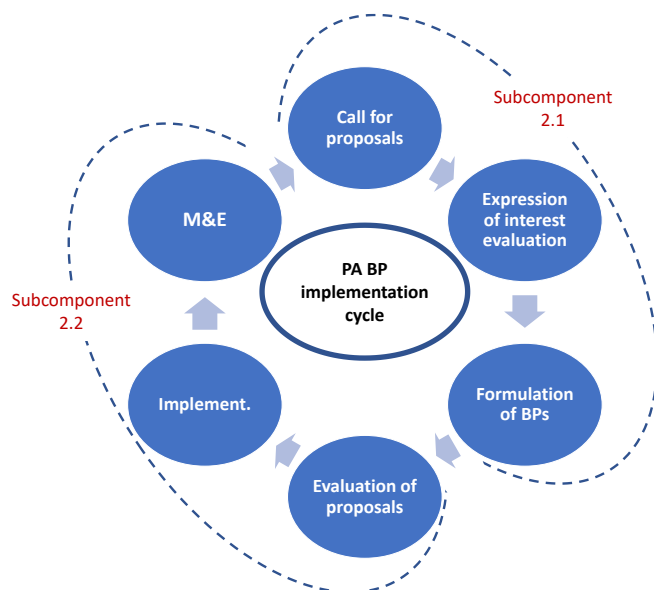 Call for
proposals
Subcomponent
2.1
Expression
of interest
evaluation
M&E
PA BP
implementation
cycle
Subcomponent
2.2
Implement.
Formulation
of BPs
Evaluation of
proposals